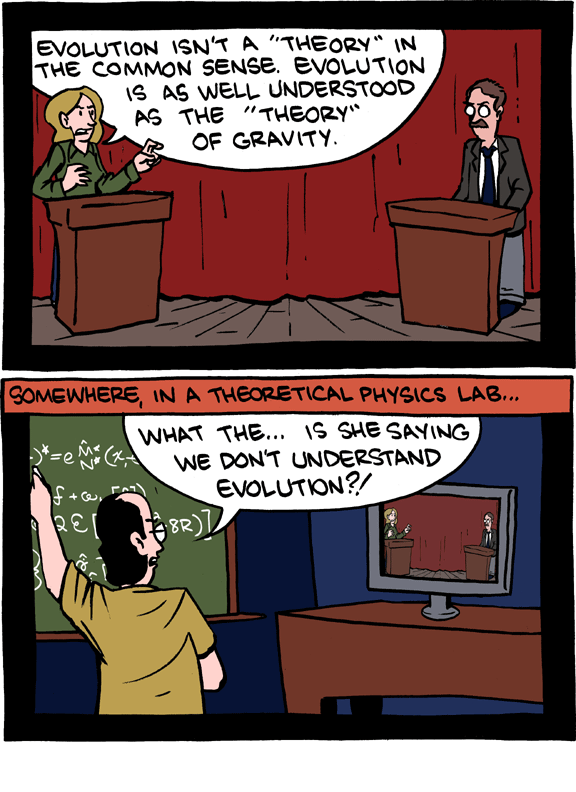 EVOLUTION ISN'T A "THEORY" IN
THE COMMON SENSE. EVOLUTION
IS AS WELL UNDERSTOOD
AS THE "THEORY"
OF GRAVITY.
SOMEWHERE, IN A THEORETICAL PHYSICS LAB...
WHAT THE... IS SHE SAYING
WE DON'T UNDERSTAND
EVOLUTION?!